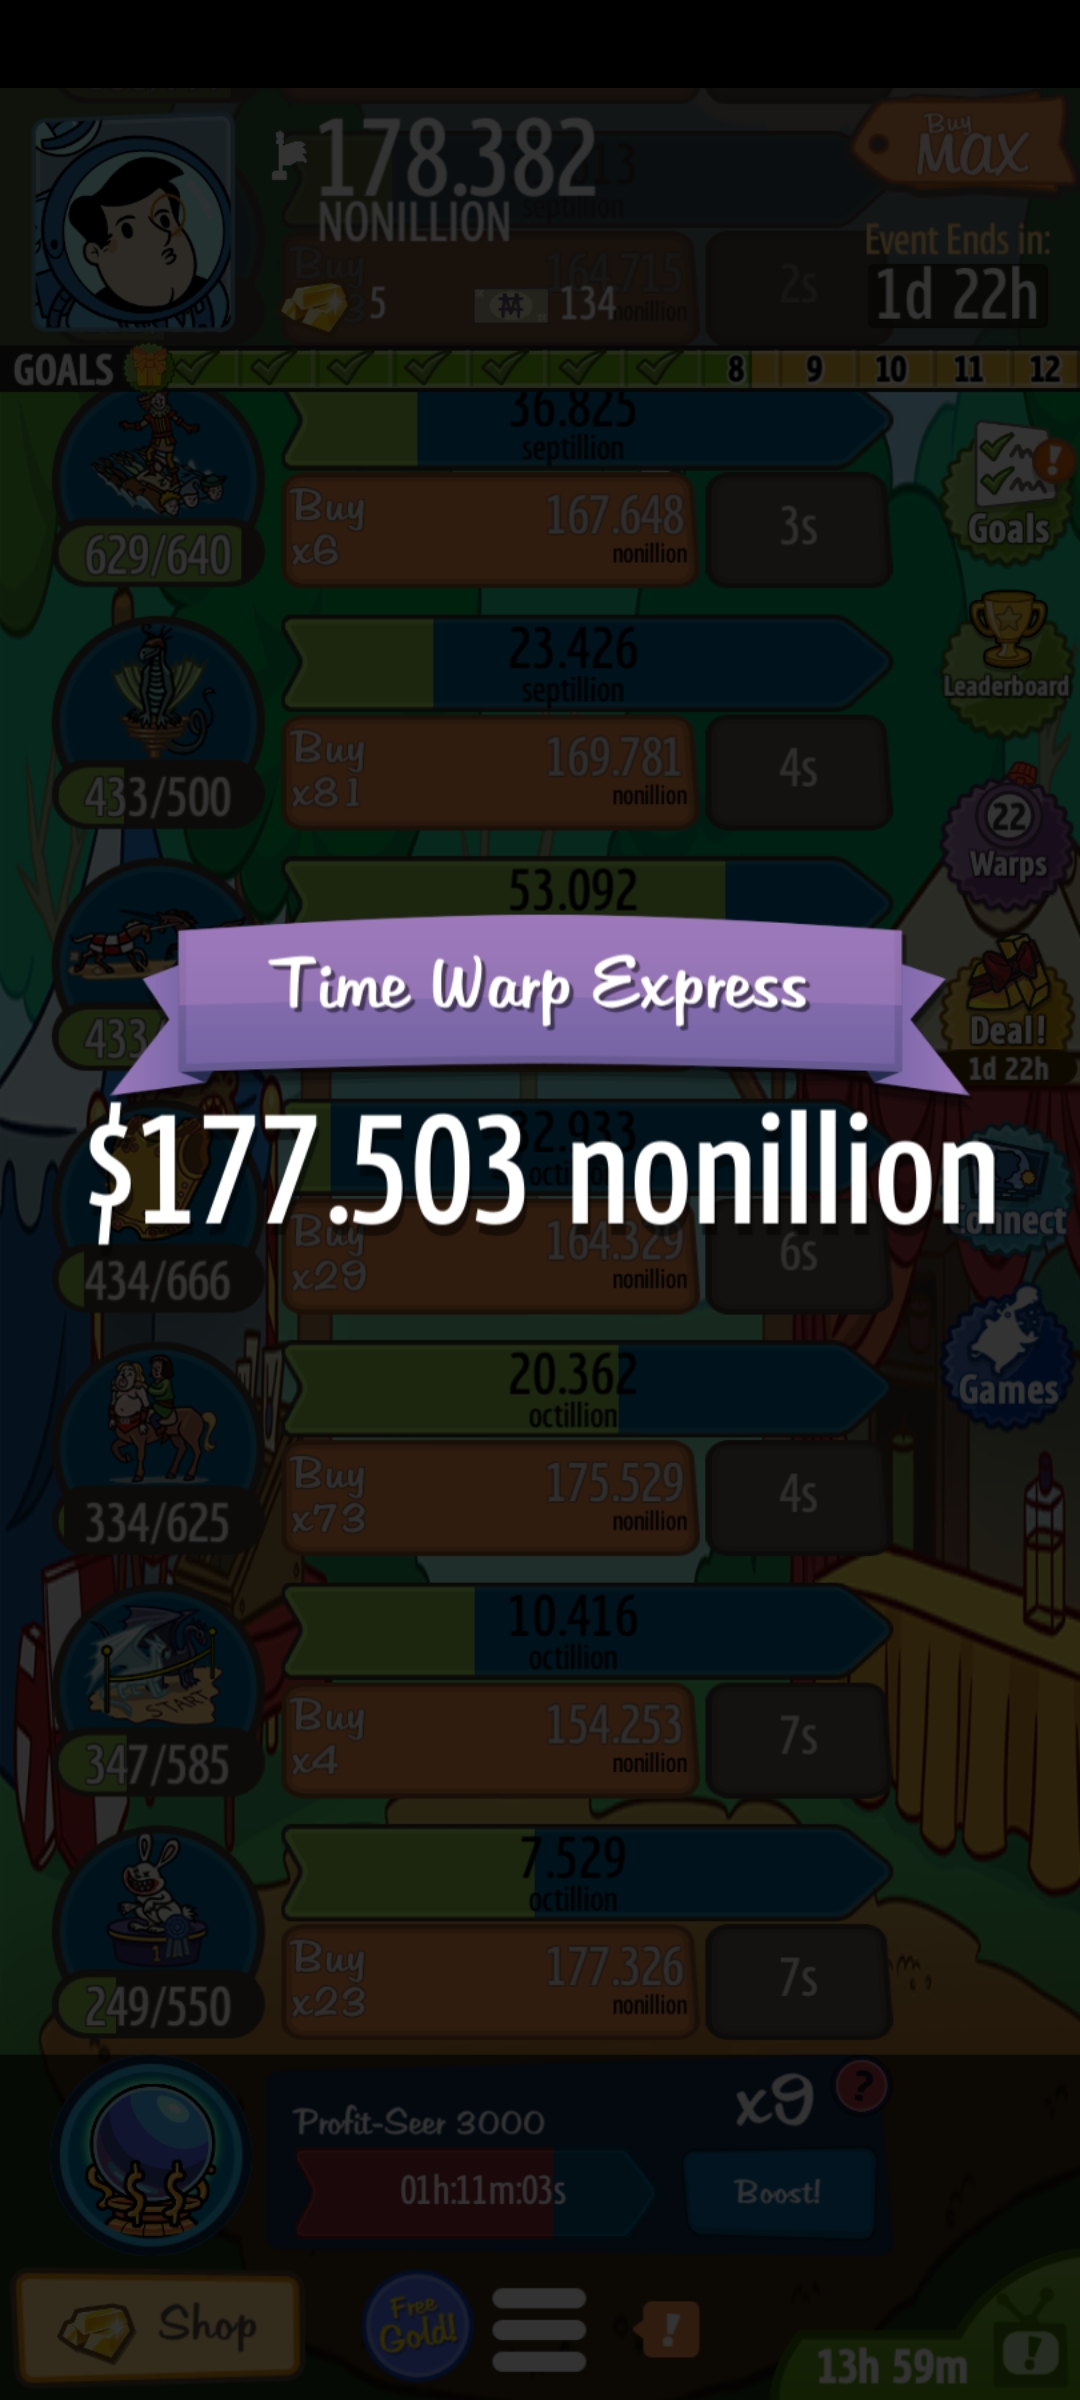 178.382
NONILLION
Buy
MAX
septillion
Buy
164.715
nonillion
2s
Event Ends in:
1d 22h
5
134
GOALS
8 9 10 11 12
36.825
septillion
629/640
Buy
x6
167.648
nonillion
3s
Goals
23.426
septillion
433/500
Buy
x81
169.781
nonillion
4s
Leaderboard
22
Warps
53.092
433
Deal!
1d 22h
Time Warp Express
$177.503 nonillion
434/666
Buy
x29
164.329
nonillion
6s
Connect
20.362
octillion
334/625
Buy
x73
175.529
nonillion
4s
Games
10.416
octillion
START
347/585
Buy
x4
154.253
nonillion
7s
7.529
octillion
1
249/550
Buy
x23
177.326
nonillion
7s
Profit-Seer 3000
x9
?
01h:11m:03s
Boost!
Shop
Free
Gold!
!
13h 59m
!